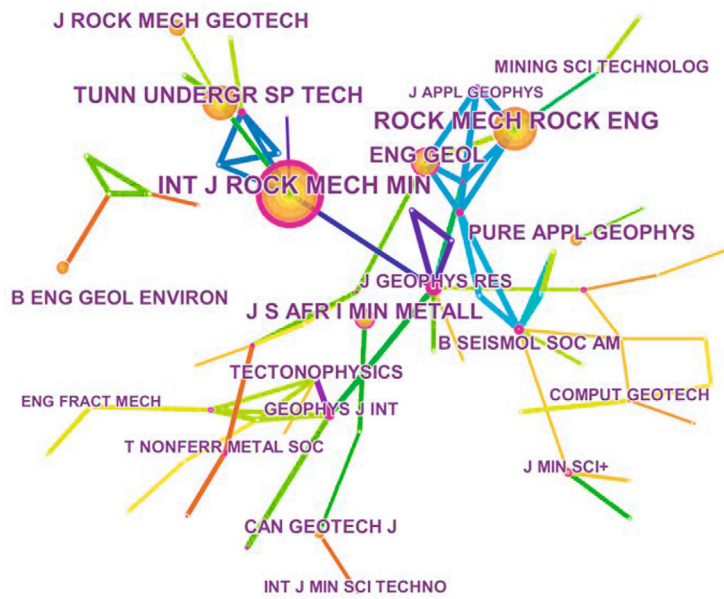 J ROCK MECH GEOTECH
MINING SCI TECHNOLOG
TUNN UNDERGR SP TECH
J APPL GEOPHYS
ROCK MECH ROCK ENG
ENG GEOL
INT J ROCK MECH MIN
PURE APPL GEOPHYS
J GEOPHYS RES
B ENG GEOL ENVIRON
J S AFR I MIN METALL
B SEISMOL SOC AM
TECTONOPHYSICS
COMPUT GEOTECH
ENG FRACT MECH
GEOPHYS J INT
T NONFERR METAL SOC
J MIN SCI+
CAN GEOTECH J
INT J MIN SCI TECHNO